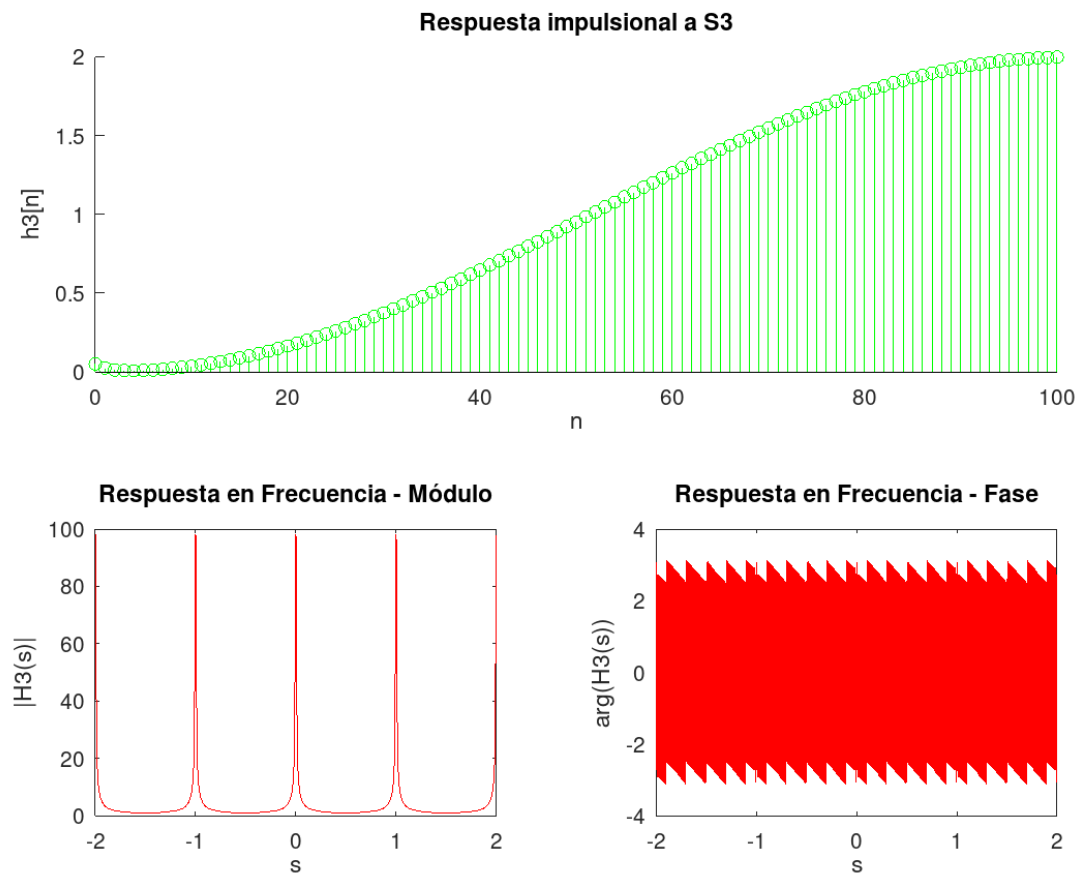 Respuesta impulsional a S3
2
1.5
1
0.5
0
h3[n]
0 20 40 60 80 100
n
Respuesta en Frecuencia - Módulo
100
80
60
40
20
0
|H3(s)|
-2 -1 0 1 2
s
Respuesta en Frecuencia - Fase
4
2
0
-2
-4
arg(H3(s))
-2 -1 0 1 2
s